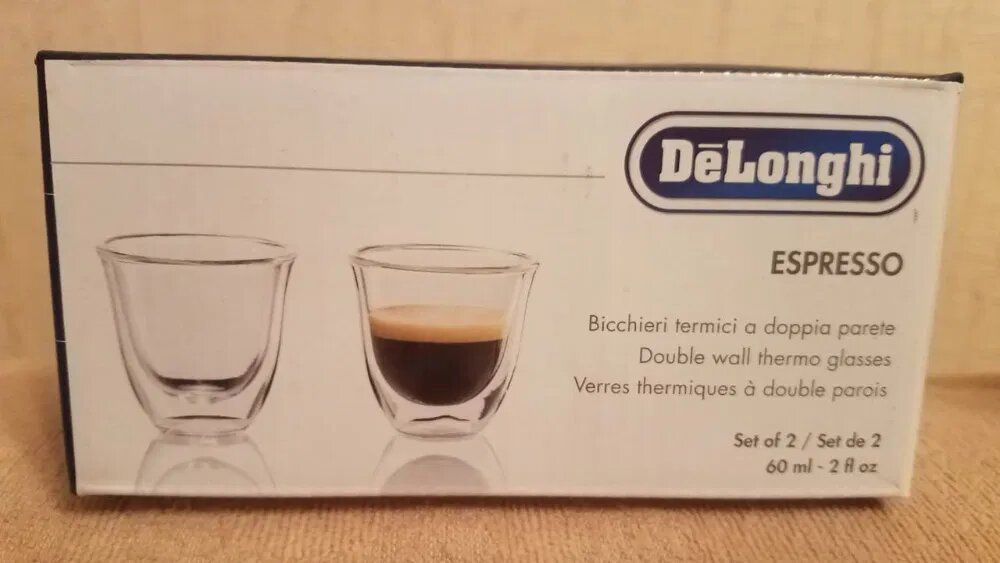 DēLonghi
ESPRESSO
Bicchieri termici a doppia parete
Double wall thermo glasses
Verres thermiques à double parois
Set of 2 / Set de 2
60 ml - 2 fl oz